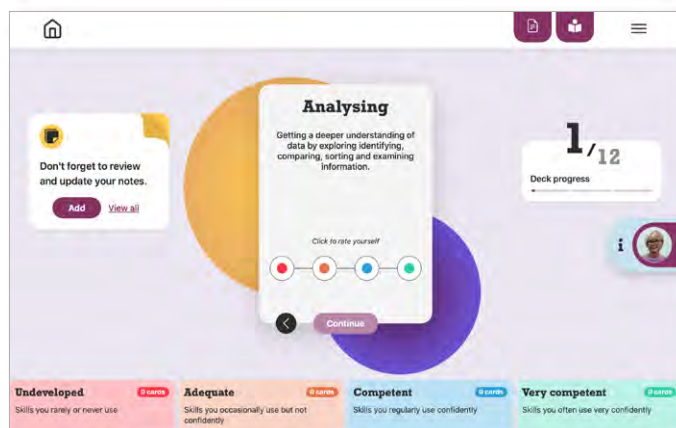 Don't forget to review
and update your notes.
Add View all
Analysing
Getting a deeper understanding of
data by exploring identifying,
comparing, sorting and examining
information.
Click to rate yourself
Continue
1/12
Deck progress
i
Undeveloped 0 cards
Skills you rarely or never use
Adequate 0 cards
Skills you occasionally use but not
confidently
Competent 0 cards
Skills you regularly use confidently
Very competent 0 cards
Skills you often use very confidently